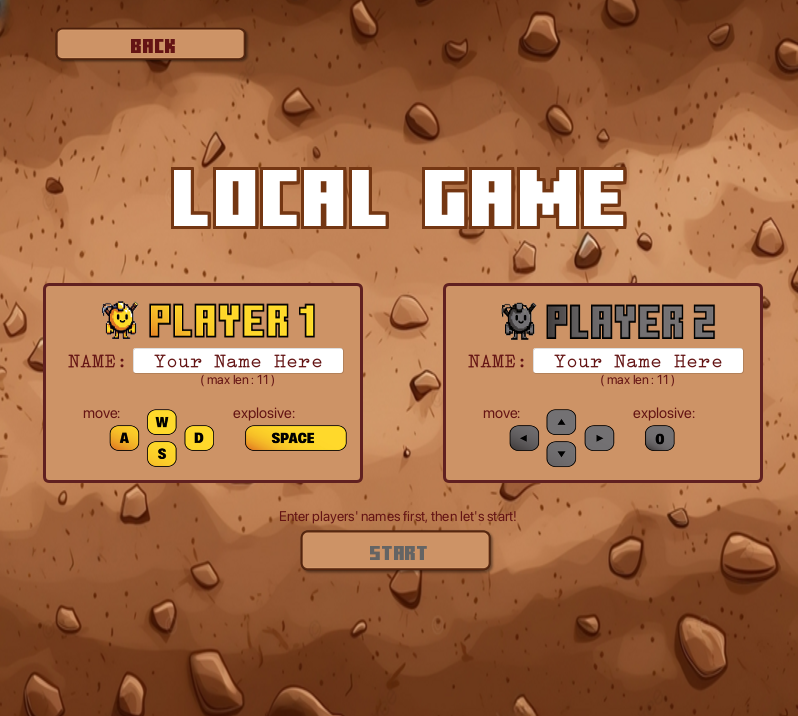 BACK
LOCAL GAME
PLAYER 1
NAME: Your Name Here
( max len : 11 )
move:
W
A
D
S
explosive:
SPACE
PLAYER 2
NAME: Your Name Here
( max len : 11 )
move:
▲
◄
►
▼
explosive:
0
Enter players' names first, then let's start!
START